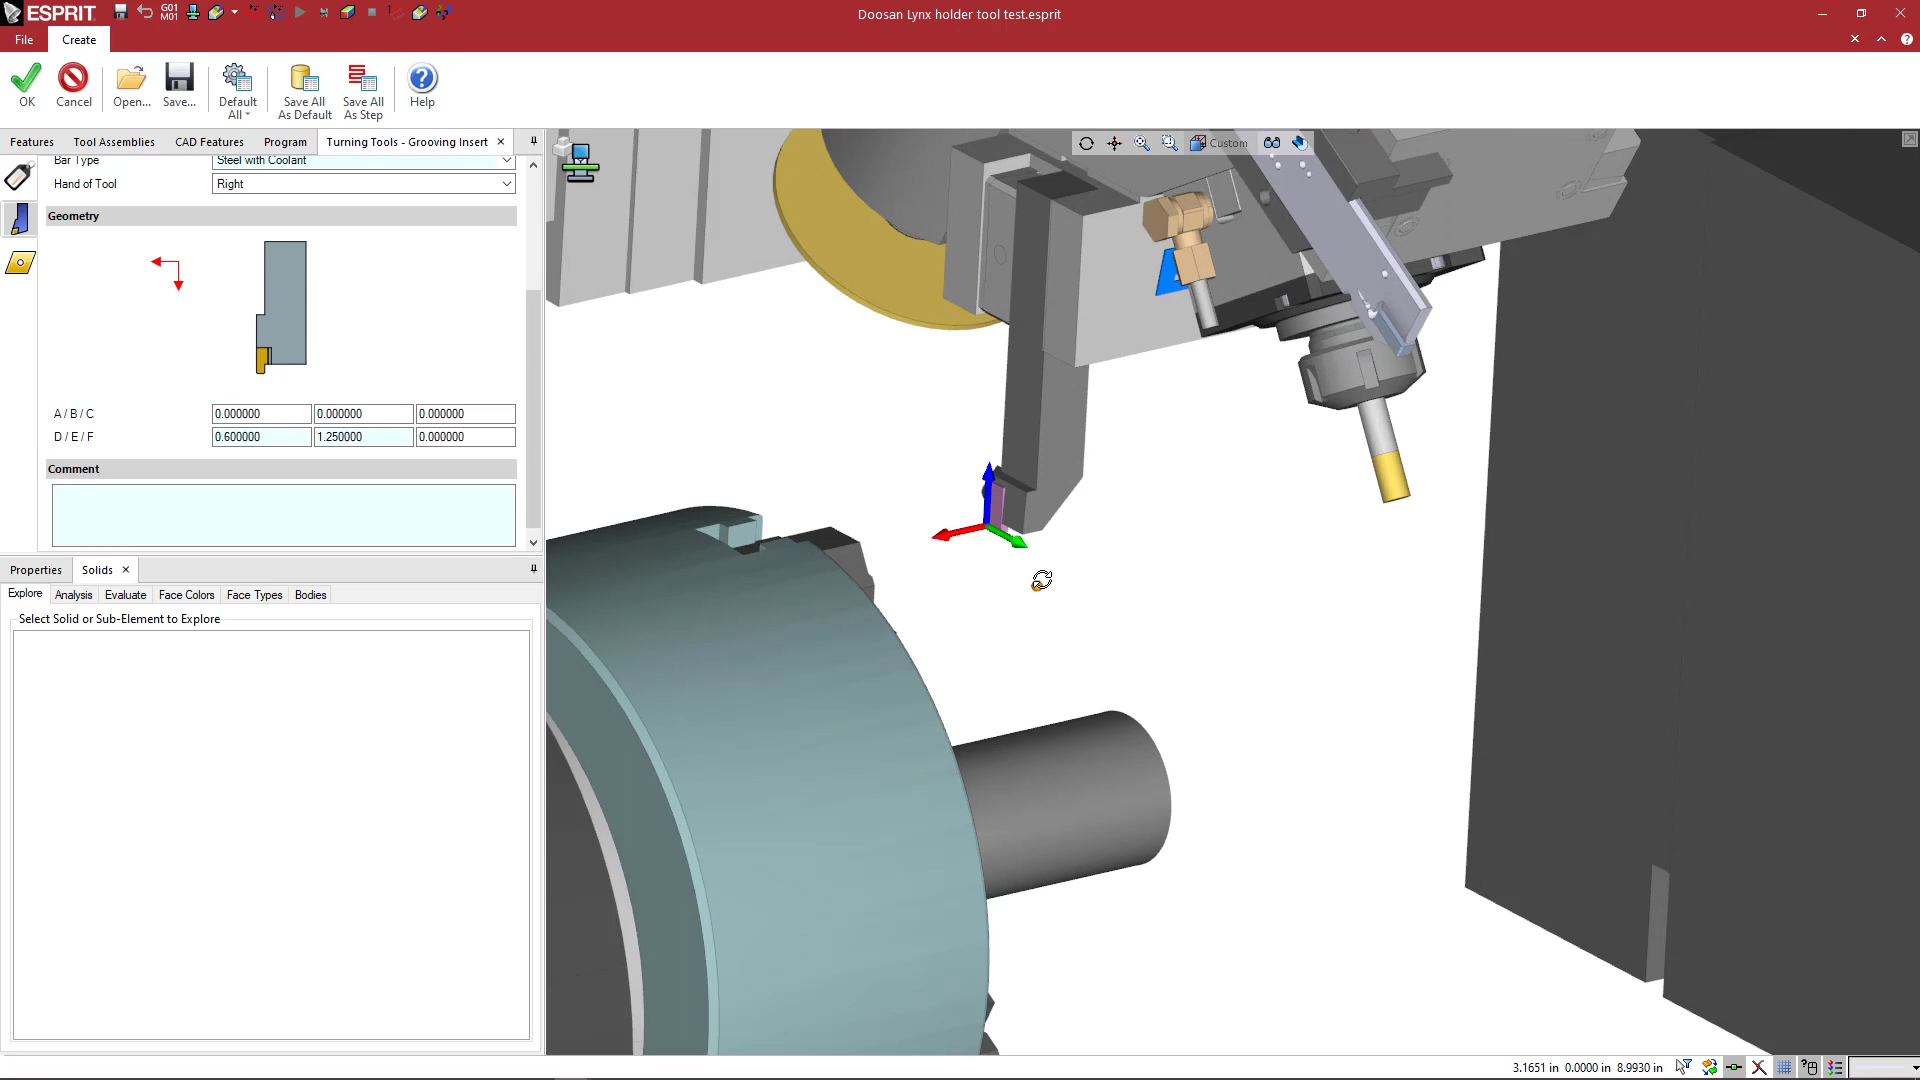 ESPRIT
G01
M01
Doosan Lynx holder tool test.esprit
File
Create
OK
Cancel
Open...
Save...
Default
All
Save All
As Default
Save All
As Step
Help
Features
Tool Assemblies
CAD Features
Program
Turning Tools - Grooving Insert
Custom
Bar Type
Steel with Coolant
Hand of Tool
Right
Geometry
A / B / C
0.000000
0.000000
0.000000
D / E / F
0.600000
1.250000
0.000000
Comment
Properties
Solids
Explore
Analysis
Evaluate
Face Colors
Face Types
Bodies
Select Solid or Sub-Element to Explore
3.1651 in 0.0000 in 8.9930 in